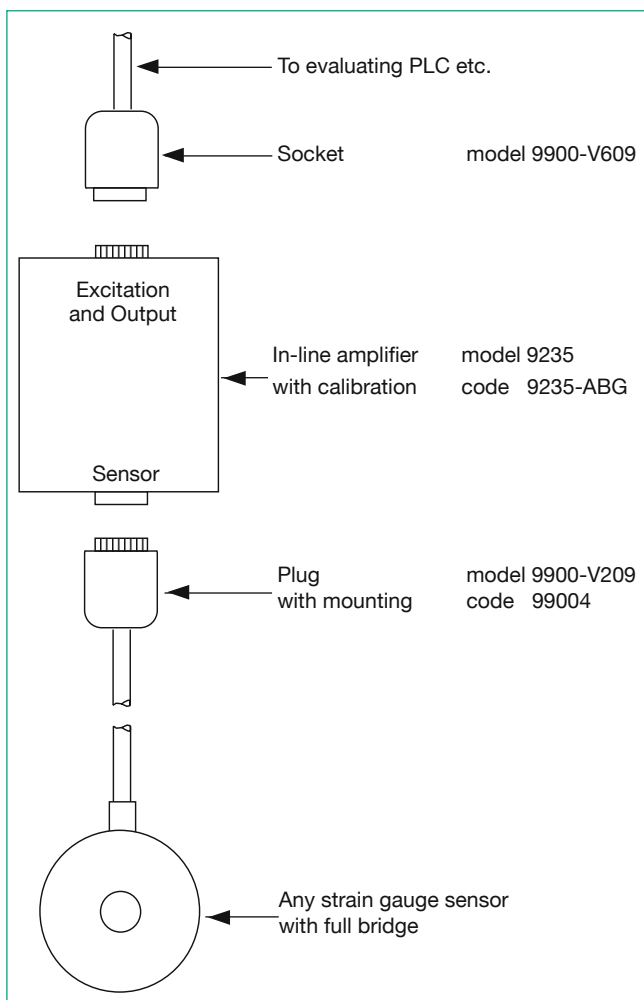 To evaluating PLC etc.
Socket model 9900-V609
Excitation
and Output
In-line amplifier model 9235
with calibration code 9235-ABG
Sensor
Plug model 9900-V209
with mounting code 99004
Any strain gauge sensor
with full bridge